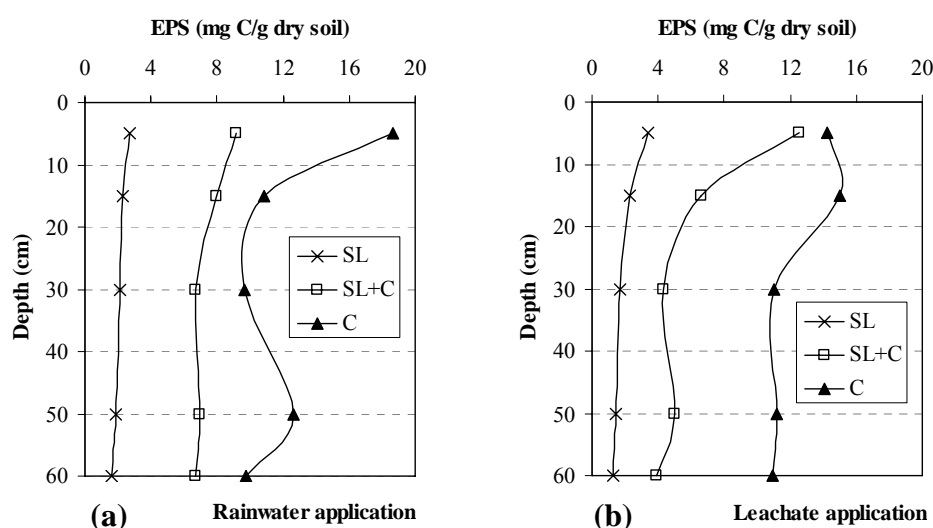 EPS (mg C/g dry soil)
0 4 8 12 16 20
0
10
20
30
40
50
60
Depth (cm)
SL
SL+C
C
(a) Rainwater application
EPS (mg C/g dry soil)
0 4 8 12 16 20
0
10
20
30
40
50
60
Depth (cm)
SL
SL+C
C
(b) Leachate application